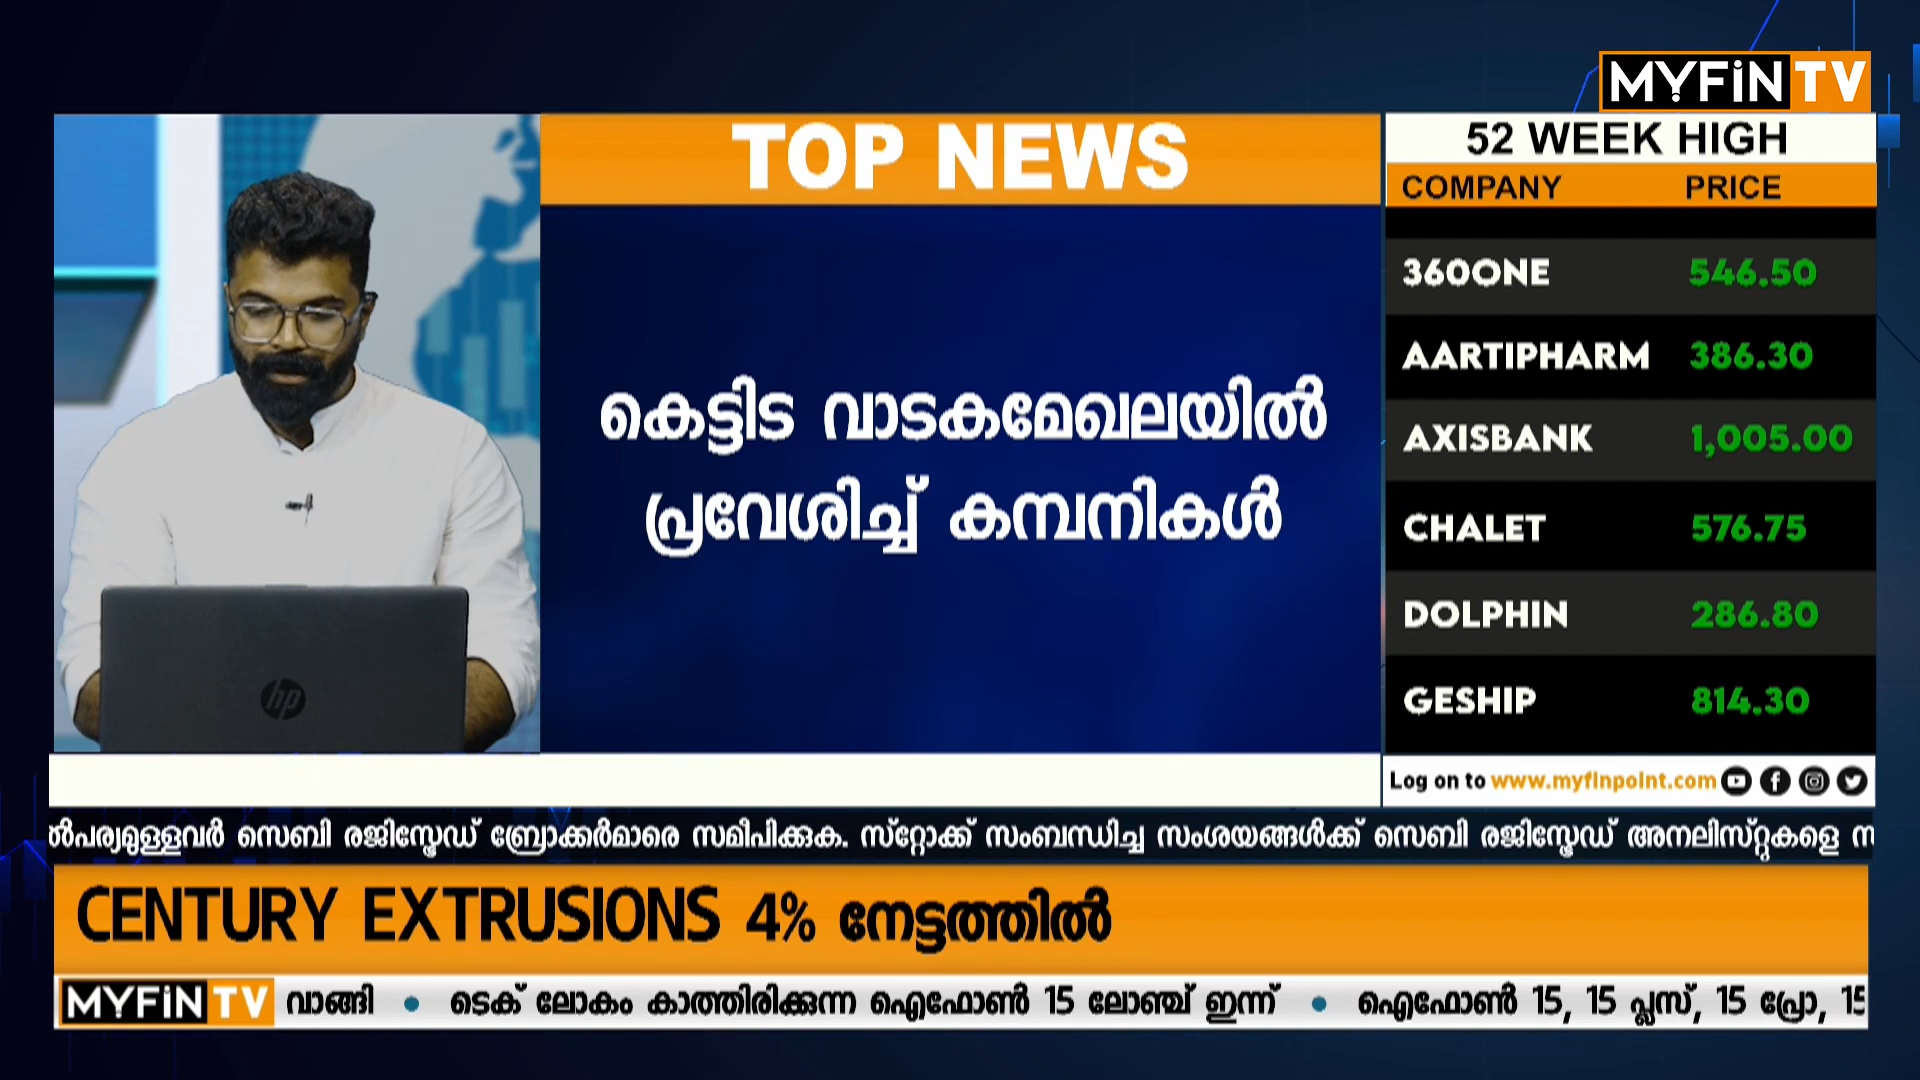 MYFiNTV
TOP NEWS
കെട്ടിട വാടകമേഖലയിൽ
പ്രവേശിച്ച് കമ്പനികൾ
52 WEEK HIGH
COMPANY PRICE
360ONE 546.50
AARTIPHARM 386.30
AXISBANK 1,005.00
CHALET 576.75
DOLPHIN 286.80
GESHIP 814.30
hp
Log on to www.myfinpoint.com
സെബി രജിസ്ട്രേഡ് ബ്രോക്കർമാരെ സമീപിക്കുക. സ്റ്റോക്ക് സംബന്ധിച്ച സംശയങ്ങൾക്ക് സെബി രജിസ്ട്രേഡ് അനലിസ്റ്റുകളെ
CENTURY EXTRUSIONS 4% നേട്ടത്തിൽ
MYFiNTV വാങ്ങി • ടെക് ലോകം കാത്തിരിക്കുന്ന ഐഫോൺ 15 ലോഞ്ച് ഇന്ന് • ഐഫോൺ 15, 15 പ്ലസ്, 15 പ്രോ, 15